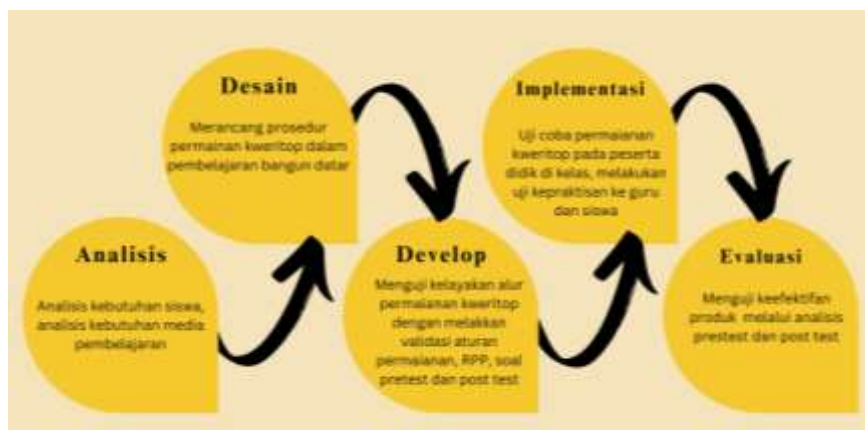 Analisis
Analisis kebutuhan siswa,
analisis kebutuhan media
pembelajaran
Desain
Merancang prosedur
permainan kweritop dalam
pembelajaran bangun datar
Develop
Menguji kelayakan alur
permaianan kweritop
dengan melakkan
validasi aturan
permaianan, RPP, soal
pretest dan post test
Implementasi
Uji coba permaianan
kweritop pada peserta
didik di kelas, melakukan
uji kepraktisan ke guru
dan siswa
Evaluasi
Menguji keefektifan
produk melalui analisis
prestest dan post test